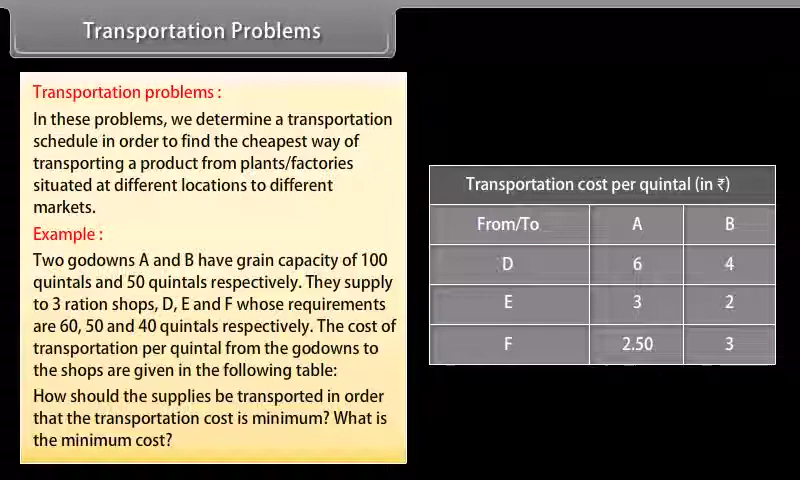 Transportation Problems
Transportation problems :
In these problems, we determine a transportation
schedule in order to find the cheapest way of
transporting a product from plants/factories
situated at different locations to different
markets.
Example :
Two godowns A and B have grain capacity of 100
quintals and 50 quintals respectively. They supply
to 3 ration shops, D, E and F whose requirements
are 60, 50 and 40 quintals respectively. The cost of
transportation per quintal from the godowns to
the shops are given in the following table:
How should the supplies be transported in order
that the transportation cost is minimum? What is
the minimum cost?
Transportation cost per quintal (in ₹)
From/To A B
D 6 4
E 3 2
F 2.50 3